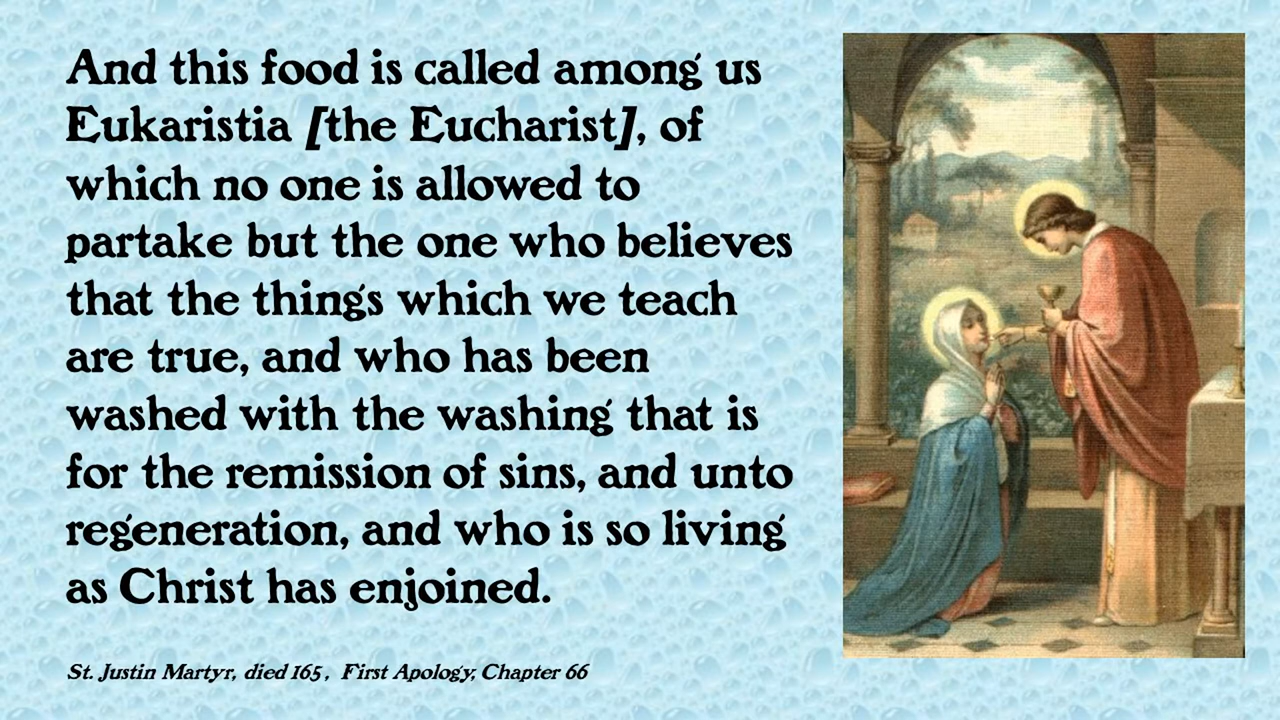 And this food is called among us
Eukaristia [the Eucharist], of
which no one is allowed to
partake but the one who believes
that the things which we teach
are true, and who has been
washed with the washing that is
for the remission of sins, and unto
regeneration, and who is so living
as Christ has enjoined.
St. Justin Martyr, died 165, First Apology, Chapter 66